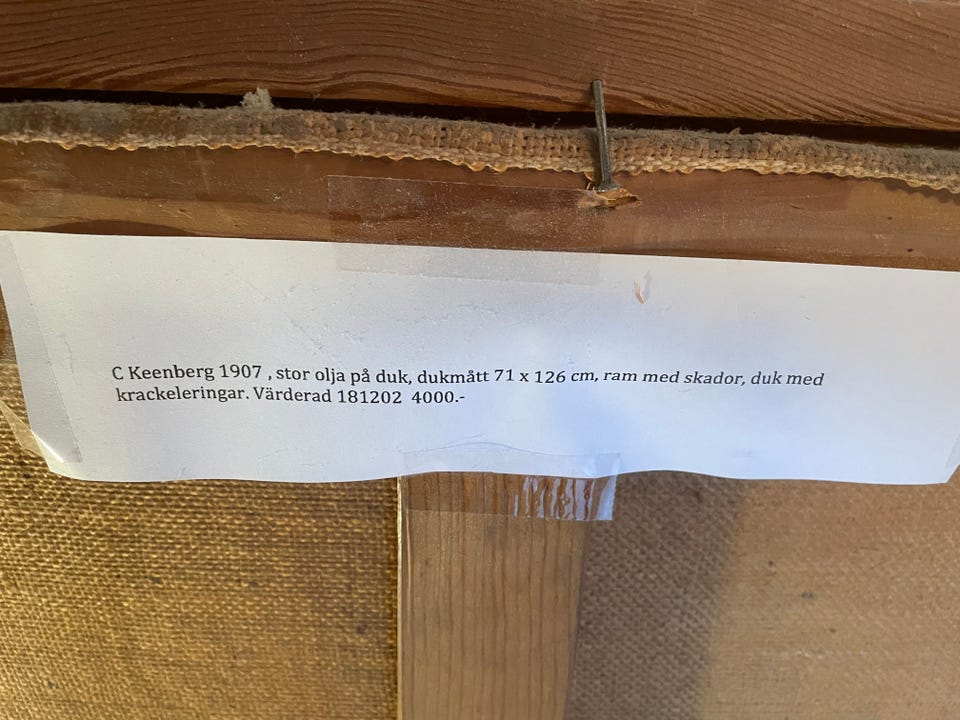 C Keenberg 1907 , stor olja på duk, dukmått 71 x 126 cm, ram med skador, duk med
krackeleringar. Värderad 181202  4000.-